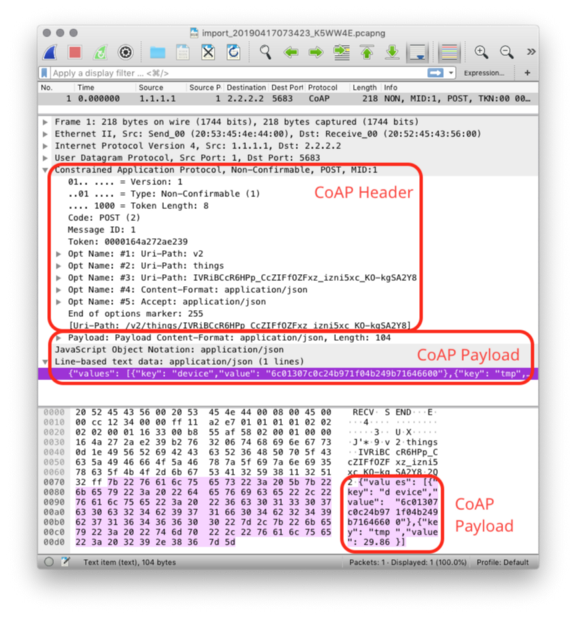 import_20190417073423_K5WW4E.pcapng
Apply a display filter ... <⌘/>
Expression...
+
No. Time Source Source P Destination Dest Port Protocol Length Info
1 0.000000 1.1.1.1 1 2.2.2.2 5683 CoAP 218 NON, MID:1, POST, TKN:00 00…
Frame 1: 218 bytes on wire (1744 bits), 218 bytes captured (1744 bits)
Ethernet II, Src: Send_00 (20:53:45:4e:44:00), Dst: Receive_00 (20:52:45:43:56:00)
Internet Protocol Version 4, Src: 1.1.1.1, Dst: 2.2.2.2
User Datagram Protocol, Src Port: 1, Dst Port: 5683
Constrained Application Protocol, Non-Confirmable, POST, MID:1
01.. .... = Version: 1
..01 .... = Type: Non-Confirmable (1)
CoAP Header
.... 1000 = Token Length: 8
Code: POST (2)
Message ID: 1
Token: 0000164a272ae239
Opt Name: #1: Uri-Path: v2
Opt Name: #2: Uri-Path: things
Opt Name: #3: Uri-Path: IVRiBCcR6HPp_CcZIFfOZFxz_izni5xc_KO-kgSA2Y8
Opt Name: #4: Content-Format: application/json
Opt Name: #5: Accept: application/json
End of options marker: 255
[Uri-Path: /v2/things/IVRiBCcR6HPp_CcZIFfOZFxz_izni5xc_KO-kgSA2Y8]
Payload: Payload Content-Format: application/json, Length: 104
JavaScript Object Notation: application/json
CoAP Payload
Line-based text data: application/json (1 lines)
{"values": [{"key": "device","value": "6c01307c0c24b971f04b249b71646600"},{"key": "tmp",…
0000 20 52 45 43 56 00 20 53 45 4e 44 00 08 00 45 00 RECV· S END···E·
0010 00 cc 12 34 00 00 ff 11 a2 e7 01 01 01 01 02 02
0020 02 02 00 01 16 33 00 b8 55 af 58 02 00 01 00 00
0030 16 4a 27 2a e2 39 b2 76 32 06 74 68 69 6e 67 73 ·J'*·9·v 2·things
0040 0d 1e 49 56 52 69 42 43 63 52 36 48 50 70 5f 43 ··IVRiBC cR6HPp_C
0050 63 5a 49 46 66 4f 5a 46 78 7a 5f 69 7a 6e 69 35 cZIFfOZF xz_izni5
0060 78 63 5f 4b 4f 2d 6b 67 53 41 32 59 38 11 32 51 xc_KO-kg SA2Y8·2Q
0070 32 ff 7b 22 76 61 6c 75 65 73 22 3a 20 5b 7b 22 2·{"valu es": [{"
0080 6b 65 79 22 3a 20 22 64 65 76 69 63 65 22 2c 22 key": "d evice","
0090 76 61 6c 75 65 22 3a 20 22 36 63 30 31 33 30 37 value":  "6c01307
00a0 63 30 63 32 34 62 39 37 31 66 30 34 62 32 34 39 c0c24b97 1f04b249
00b0 62 37 31 36 34 36 36 30 30 22 7d 2c 7b 22 6b 65 b7164660 0"},{"ke
00c0 79 22 3a 20 22 74 6d 70 22 2c 22 76 61 6c 75 65 y": "tmp ","value
00d0 22 3a 20 32 39 2e 38 36 7d 5d ": 29.86 }]
CoAP
Payload
Text item (text), 104 bytes
Packets: 1 · Displayed: 1 (100.0%)
Profile: Default